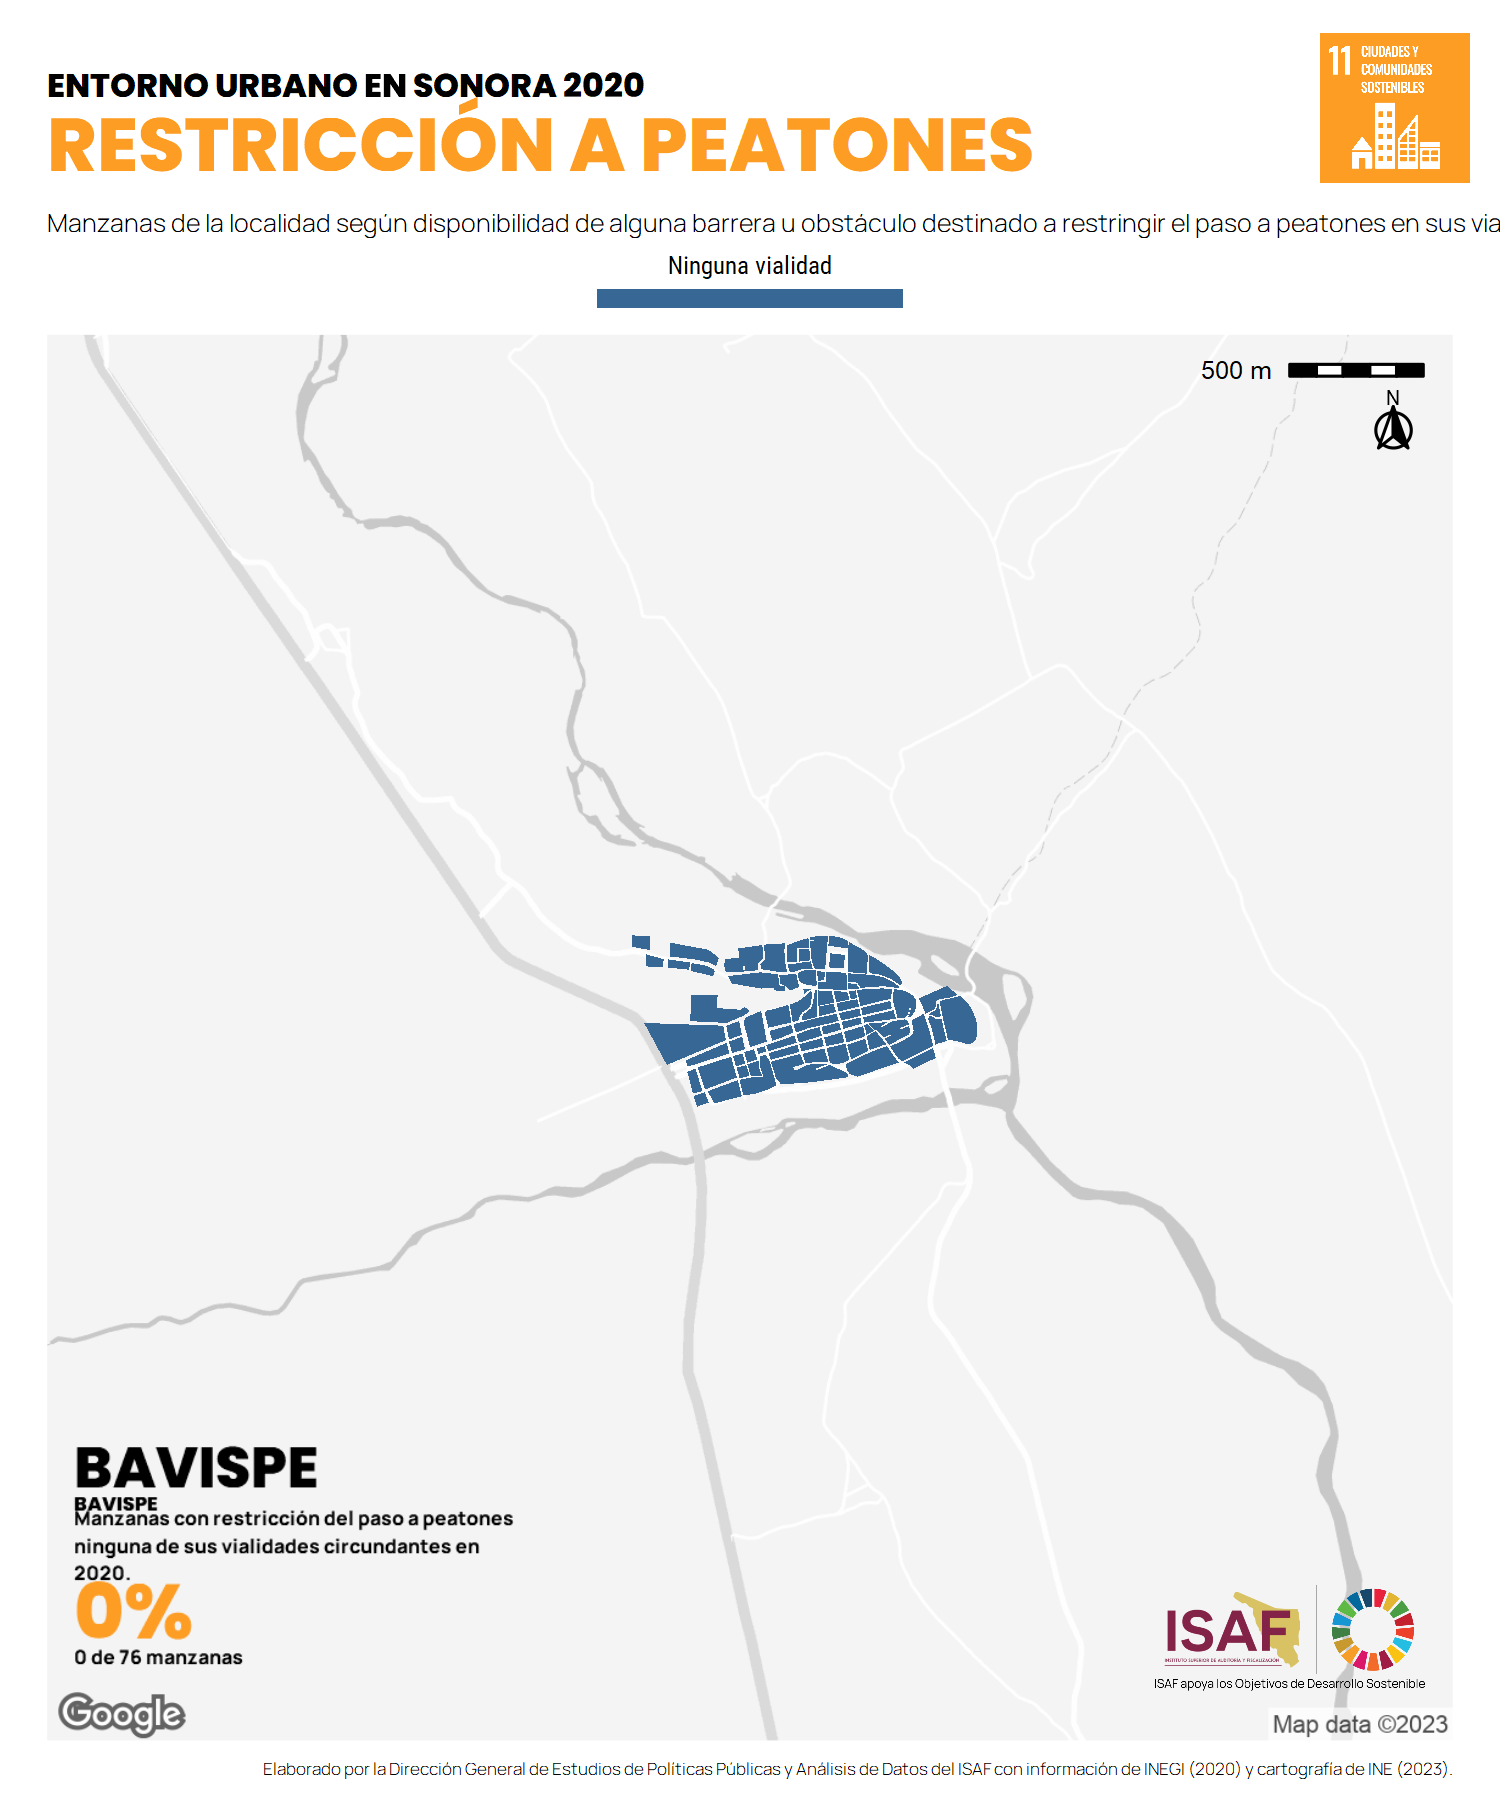 ENTORNO URBANO EN SONORA 2020
RESTRICCIÓN A PEATONES
11 CIUDADES Y
COMUNIDADES
SOSTENIBLES
Manzanas de la localidad según disponibilidad de alguna barrera u obstáculo destinado a restringir el paso a peatones en sus via
Ninguna vialidad
500 m
N
BAVISPE
BAVISPE
Manzanas con restricción del paso a peatones
ninguna de sus vialidades circundantes en
2020.
0%
0 de 76 manzanas
ISAF
INSTITUTO SUPERIOR DE AUDITORÍA Y FISCALIZACIÓN
ISAF apoya los Objetivos de Desarrollo Sostenible
Google
Map data ©2023
Elaborado por la Dirección General de Estudios de Políticas Públicas y Análisis de Datos del ISAF con información de INEGI (2020) y cartografía de INE (2023).